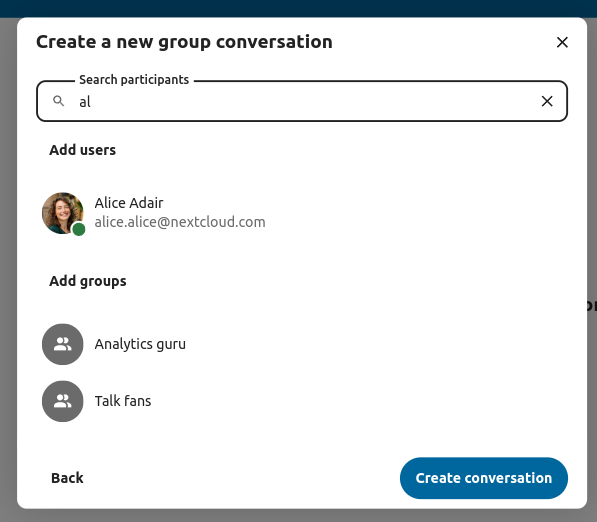 Create a new group conversation
Search participants
al
Add users
Alice Adair
alice.alice@nextcloud.com
Add groups
Analytics guru
Talk fans
Back
Create conversation